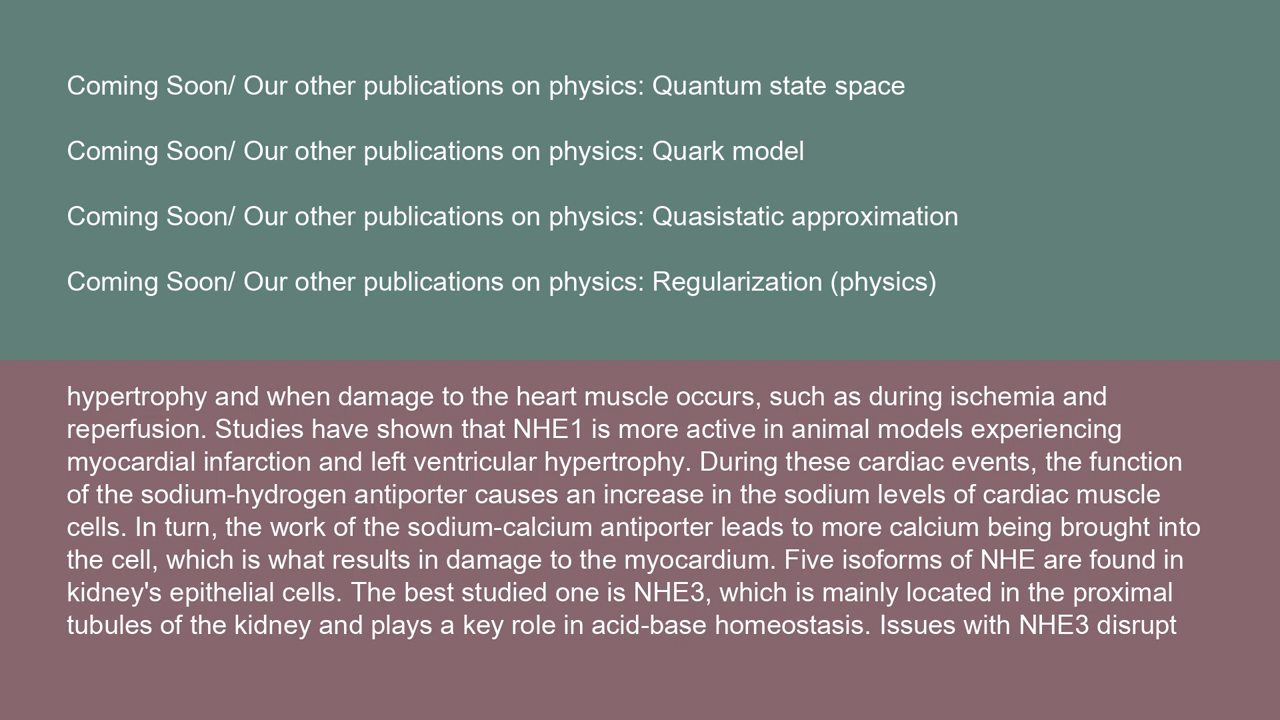 Coming Soon/ Our other publications on physics: Quantum state space
Coming Soon/ Our other publications on physics: Quark model
Coming Soon/ Our other publications on physics: Quasistatic approximation
Coming Soon/ Our other publications on physics: Regularization (physics)
hypertrophy and when damage to the heart muscle occurs, such as during ischemia and
reperfusion. Studies have shown that NHE1 is more active in animal models experiencing
myocardial infarction and left ventricular hypertrophy. During these cardiac events, the function
of the sodium-hydrogen antiporter causes an increase in the sodium levels of cardiac muscle
cells. In turn, the work of the sodium-calcium antiporter leads to more calcium being brought into
the cell, which is what results in damage to the myocardium. Five isoforms of NHE are found in
kidney's epithelial cells. The best studied one is NHE3, which is mainly located in the proximal
tubules of the kidney and plays a key role in acid-base homeostasis. Issues with NHE3 disrupt